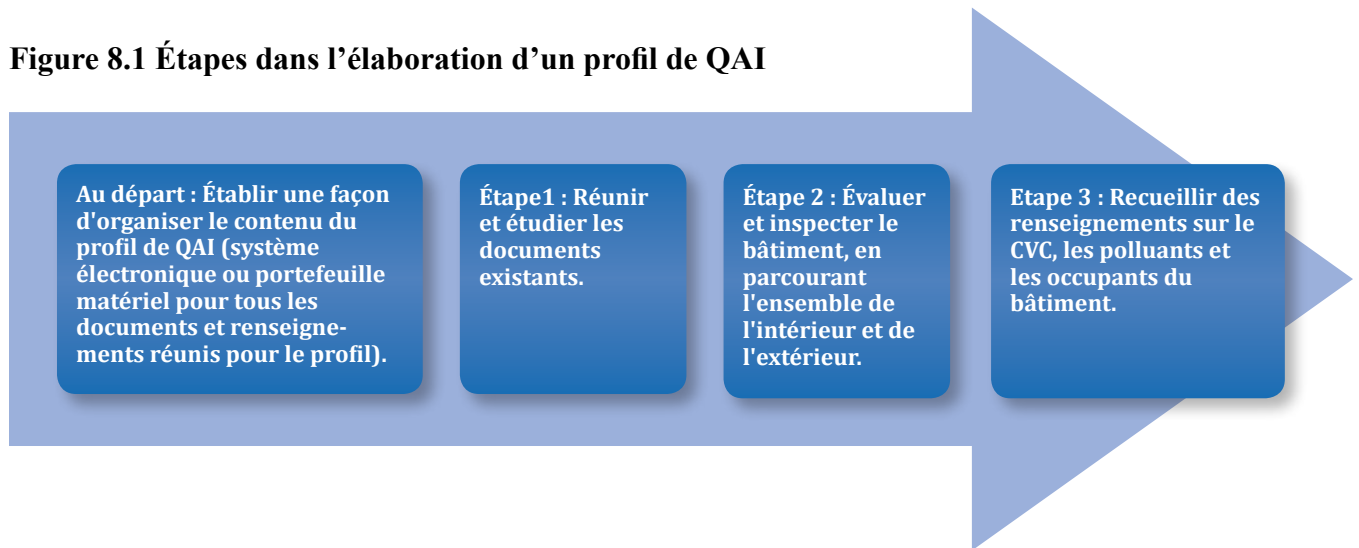 Figure 8.1 Étapes dans l’élaboration d’un profil de QAI
Au départ : Établir une façon
d'organiser le contenu du
profil de QAI (système
électronique ou portefeuille
matériel pour tous les
documents et renseigne-
ments réunis pour le profil).
Étape1 : Réunir
et étudier les
documents
existants.
Étape 2 : Évaluer
et inspecter le
bâtiment, en
parcourant
l'ensemble de
l'intérieur et de
l'extérieur.
Etape 3 : Recueillir des
renseignements sur le
CVC, les polluants et
les occupants du
bâtiment.